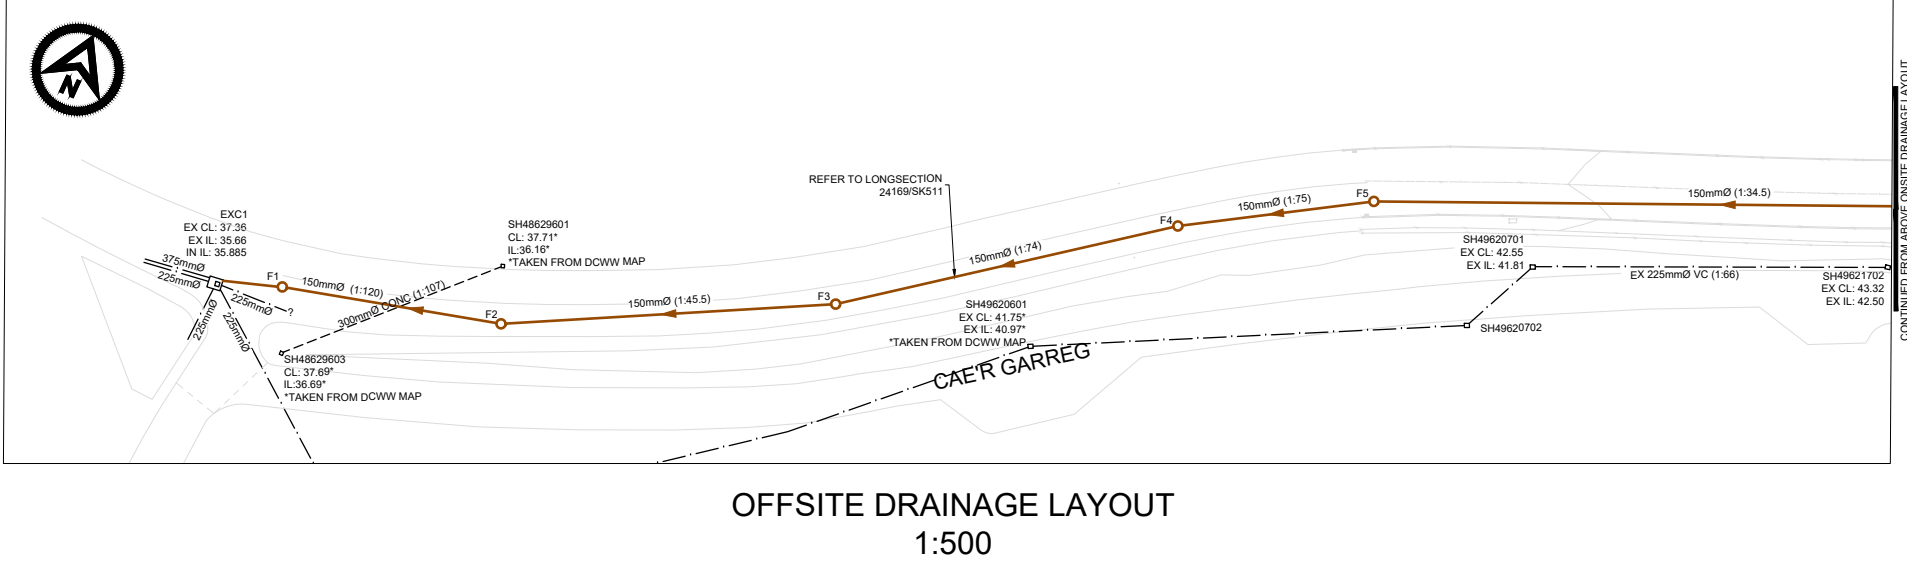 N
CONTINUED FROM ABOVE ONSITE DRAINAGE LAYOUT
REFER TO LONGSECTION
24169/SK511
F5
150mmØ (1:34.5)
150mmØ (1:75)
F4
EXC1
EX CL: 37.36
EX IL: 35.66
IN IL: 35.885
SH48629601
CL: 37.71*
IL:36.16*
*TAKEN FROM DCWW MAP
150mmØ (1:74)
SH49620701
EX CL: 42.55
EX IL: 41.81
375mmØ
225mmØ
F1
150mmØ (1:120)
225mmØ
?
225mmØ
225mmØ
300mmØ CONC (1:107)
F2
150mmØ (1:45.5)
F3
EX 225mmØ VC (1:66)
SH49621702
EX CL: 43.32
EX IL: 42.50
SH49620601
EX CL: 41.75*
EX IL: 40.97*
*TAKEN FROM DCWW MAP
SH49620702
SH48629603
CL: 37.69*
IL:36.69*
*TAKEN FROM DCWW MAP
CAE'R GARREG
OFFSITE DRAINAGE LAYOUT
1:500